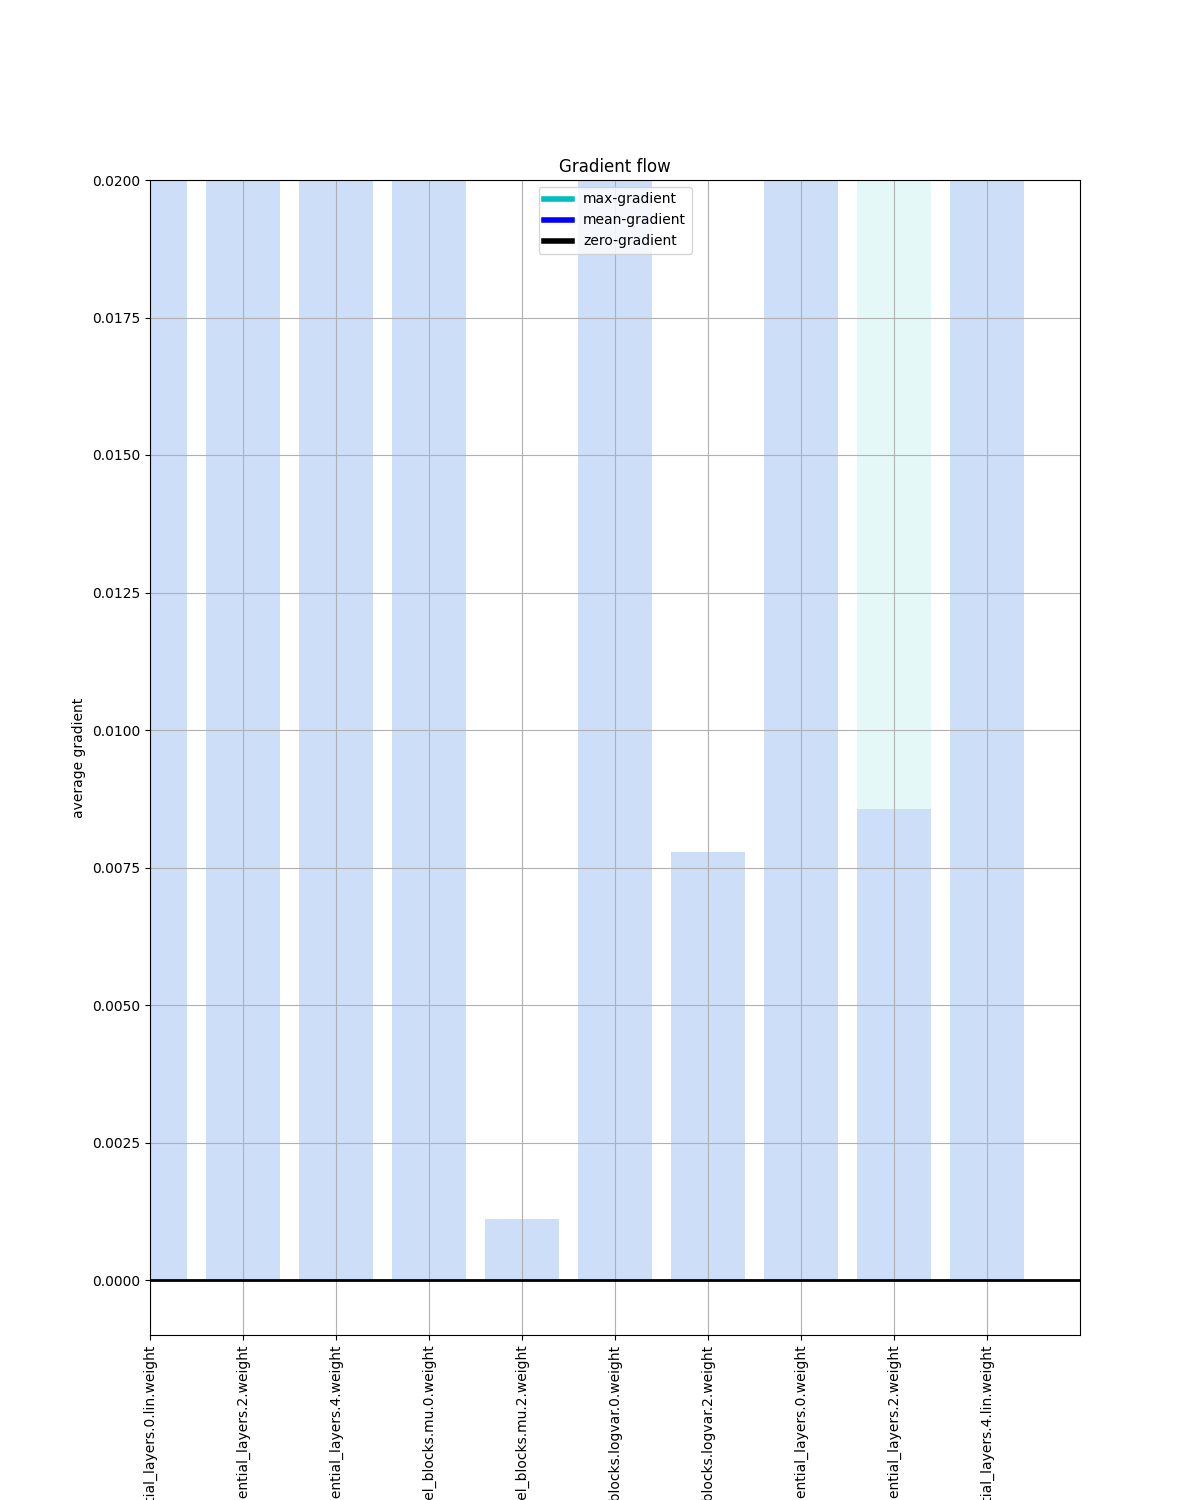 Gradient flow
max-gradient
mean-gradient
zero-gradient
0.0200
0.0175
0.0150
0.0125
0.0100
0.0075
0.0050
0.0025
0.0000
average gradient
tial_layers.0.lin.weight
ential_layers.2.weight
ential_layers.4.weight
el_blocks.mu.0.weight
el_blocks.mu.2.weight
blocks.logvar.0.weight
blocks.logvar.2.weight
ential_layers.0.weight
ential_layers.2.weight
tial_layers.4.lin.weight